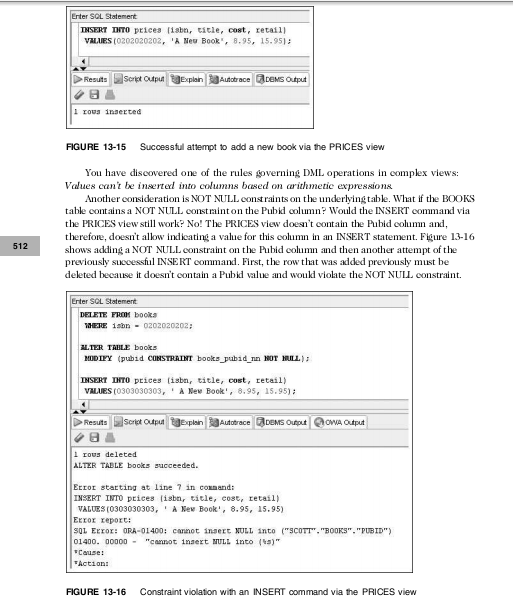 Enter SQL Statement:
INSERT INTO prices (isbn, title, cost, retail)
VALUES(0202020202, 'A New Book', 8.95, 15.95);
Results Script Output Explain Autotrace DBMS Output
1 rows inserted
FIGURE 13-15 Successful attempt to add a new book via the PRICES view
You have discovered one of the rules governing DML operations in complex views:
Values can't be inserted into columns based on arithmetic expressions.
Another consideration is NOT NULL constraints on the underlying table. What if the BOOKS
table contains a NOT NULL constraint on the Pubid column? Would the INSERT command via
the PRICES view still work? No! The PRICES view doesn't contain the Pubid column and,
therefore, doesn't allow indicating a value for this column in an INSERT statement. Figure 13-16
512
shows adding a NOT NULL constraint on the Pubid column and then another attempt of the
previously successful INSERT command. First, the row that was added previously must be
deleted because it doesn't contain a Pubid value and would violate the NOT NULL constraint.
Enter SQL Statement:
DELETE FROM books
WHERE isbn = 0202020202;
ALTER TABLE books
MODIFY (pubid CONSTRAINT books_pubid_nn NOT NULL);
INSERT INTO prices (isbn, title, cost, retail)
VALUES(0303030303, ' A New Book', 8.95, 15.95);
Results Script Output Explain Autotrace DBMS Output OWA Output
1 rows deleted
ALTER TABLE books succeeded.
Error starting at line 7 in command:
INSERT INTO prices (isbn, title, cost, retail)
VALUES(0303030303, ' A New Book', 8.95, 15.95)
Error report:
SQL Error: ORA-01400: cannot insert NULL into ("SCOTT"."BOOKS"."PUBID")
01400. 00000 - "cannot insert NULL into (%s)"
*Cause:
*Action:
FIGURE 13-16 Constraint violation with an INSERT command via the PRICES view